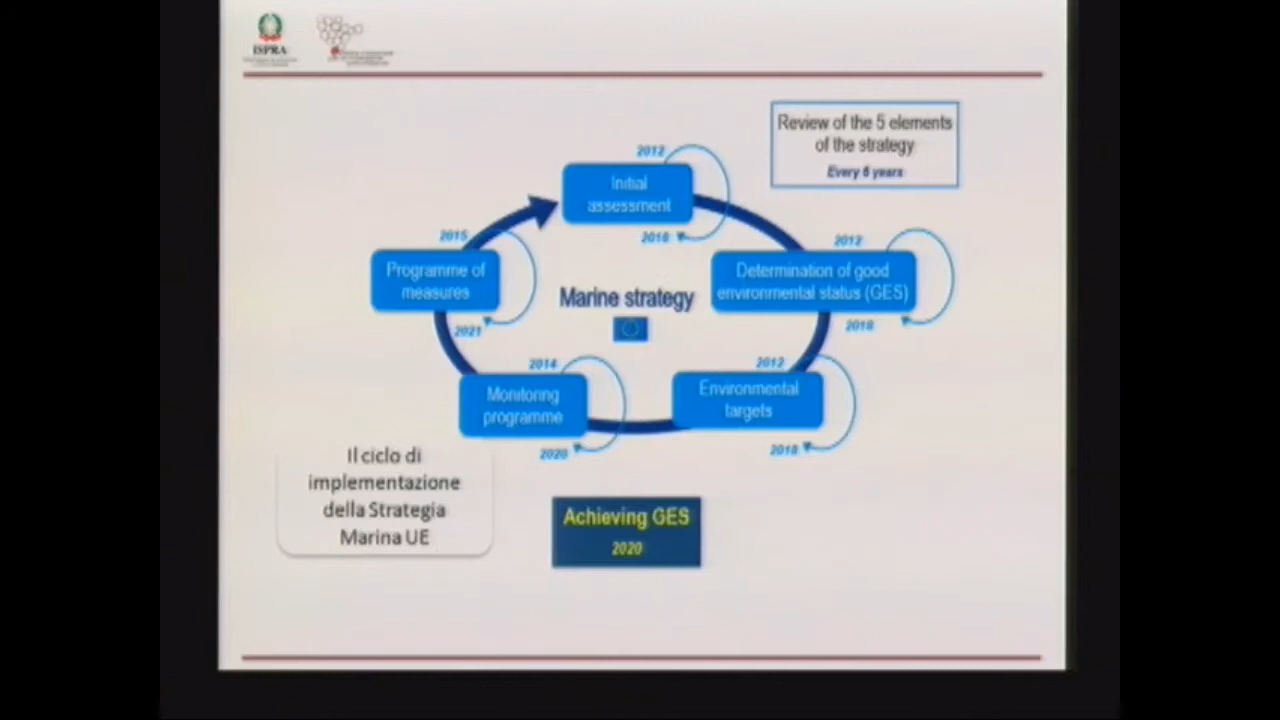 ISPRA
Review of the 5 elements
of the strategy
Every 6 years
2012
Initial
assessment
2018
2012
Determination of good
environmental status (GES)
2018
2015
Programme of
measures
2021
Marine strategy
2012
Environmental
targets
2018
2014
Monitoring
programme
2020
Il ciclo di
implementazione
della Strategia
Marina UE
Achieving GES
2020